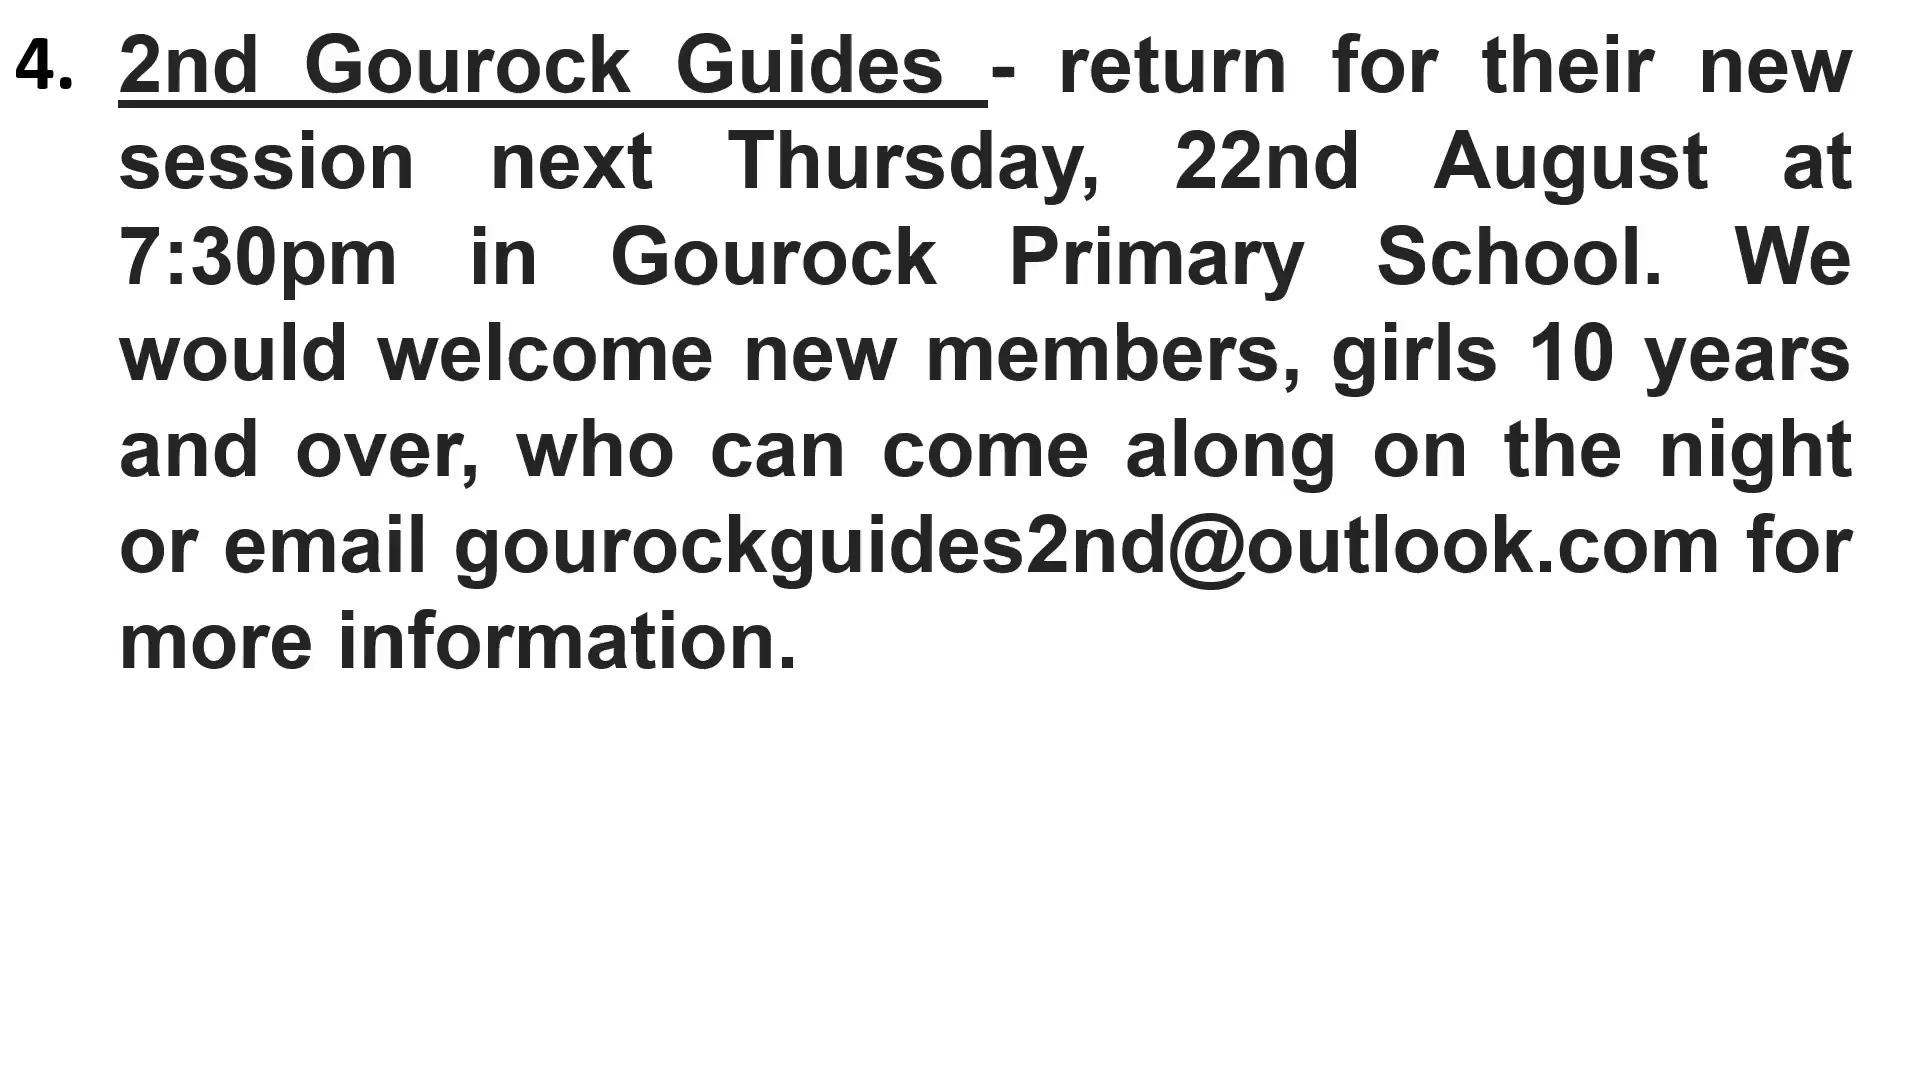 4. 2nd Gourock Guides - return for their new
session next Thursday, 22nd August at
7:30pm in Gourock Primary School. We
would welcome new members, girls 10 years
and over, who can come along on the night
or email gourockguides2nd@outlook.com for
more information.